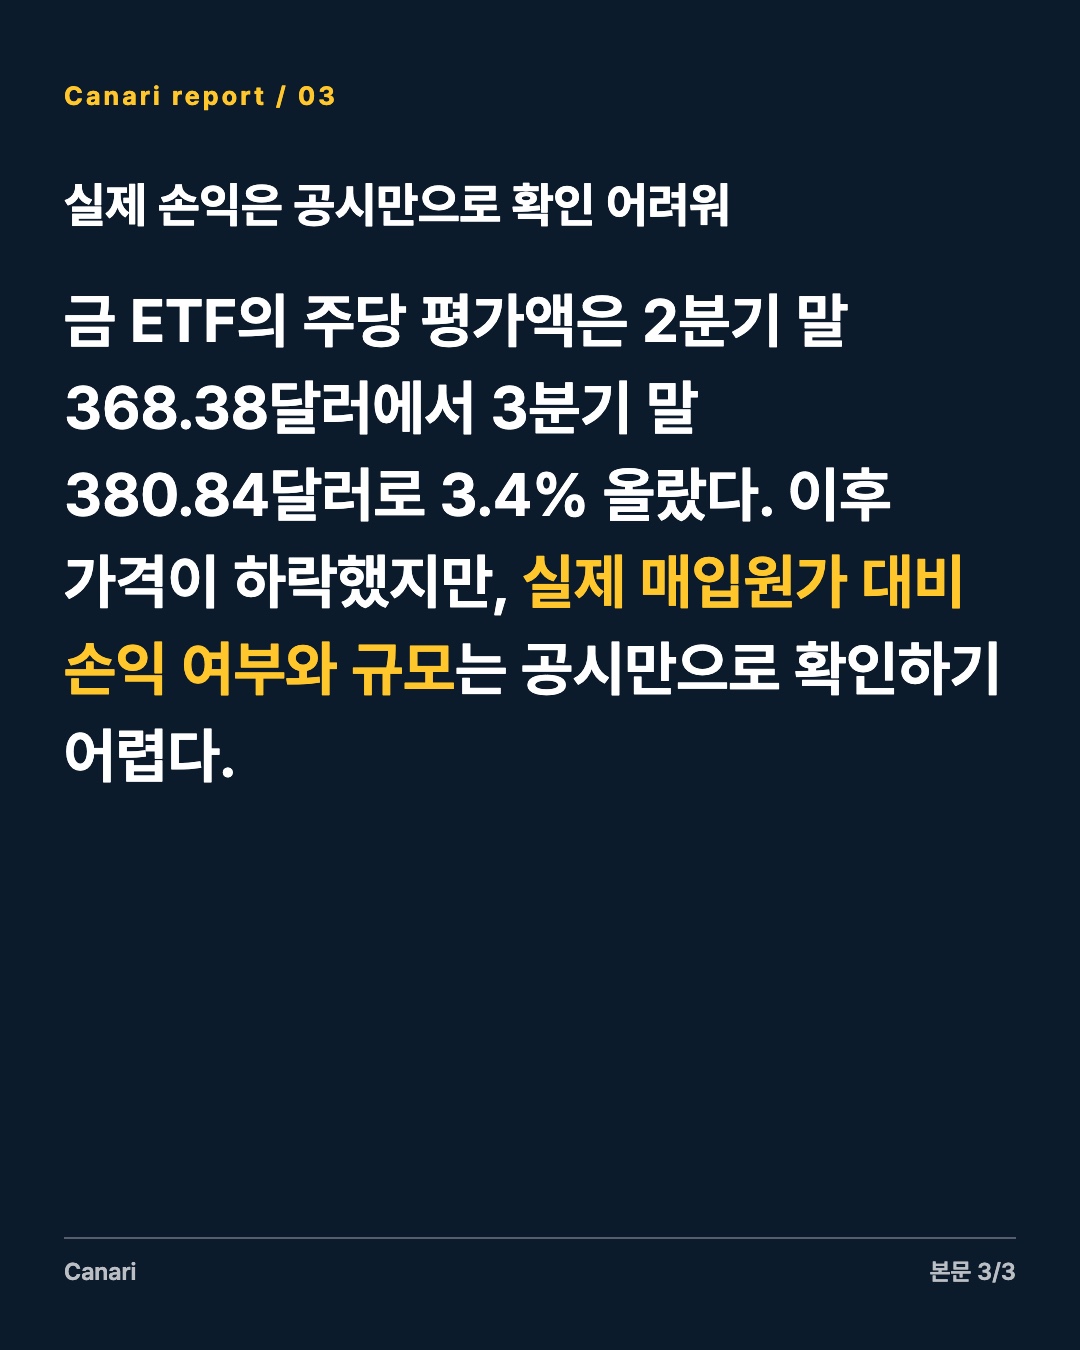 Canari report / 03
실제 손익은 공시만으로 확인 어려워
금 ETF의 주당 평가액은 2분기 말
368.38달러에서 3분기 말
380.84달러로 3.4% 올랐다. 이후
가격이 하락했지만, 실제 매입원가 대비
손익 여부와 규모는 공시만으로 확인하기
어렵다.
Canari
본문 3/3